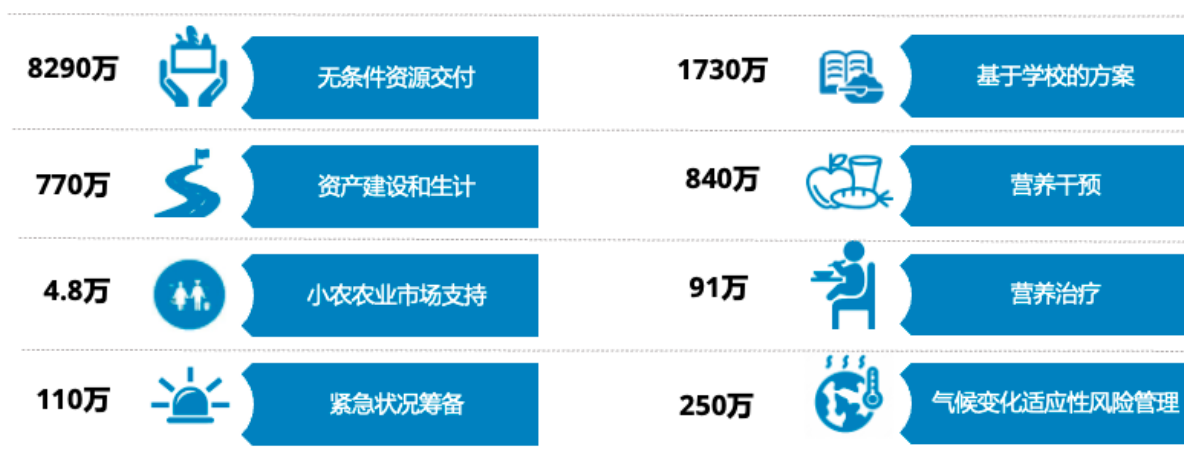 8290万 无条件资源交付 1730万 基于学校的方案
770万 资产建设和生计 840万 营养干预
4.8万 小农农业市场支持 91万 营养治疗
110万 紧急状况筹备 250万 气候变化适应性风险管理